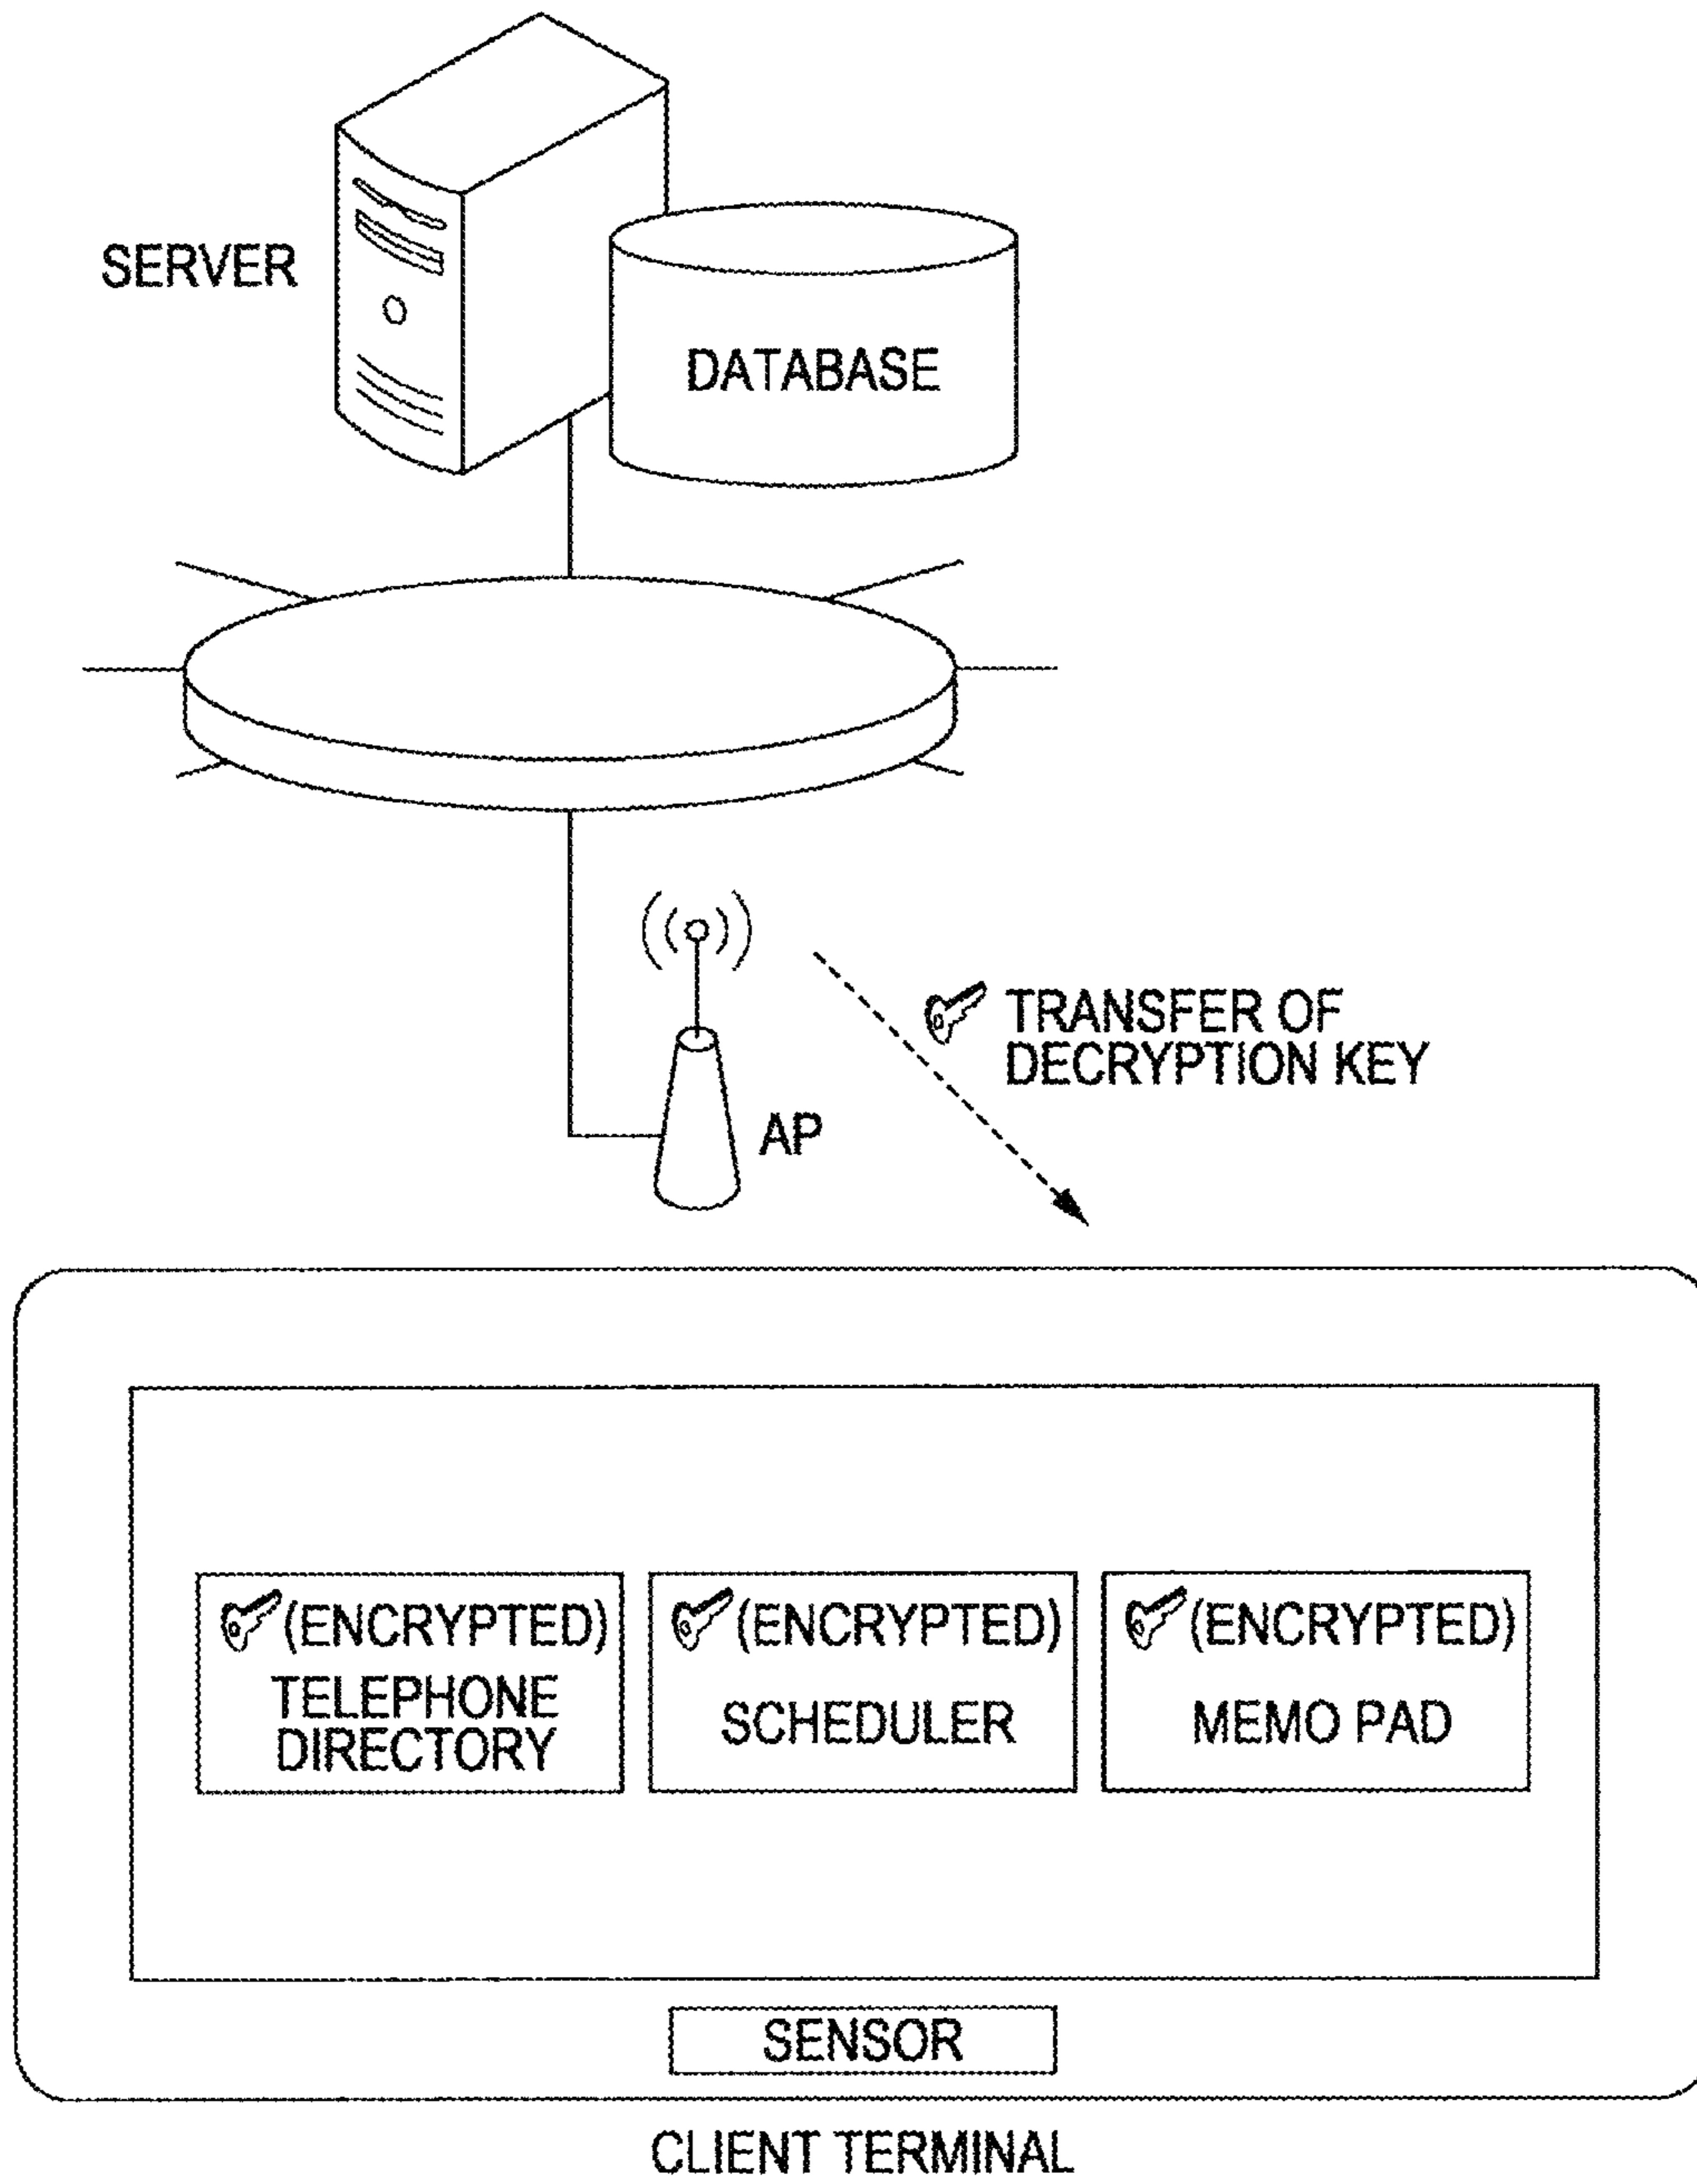 SERVER
DATABASE
TRANSFER OF
DECRYPTION KEY
AP
(ENCRYPTED)
TELEPHONE
DIRECTORY
(ENCRYPTED)
SCHEDULER
(ENCRYPTED)
MEMO PAD
SENSOR
CLIENT TERMINAL